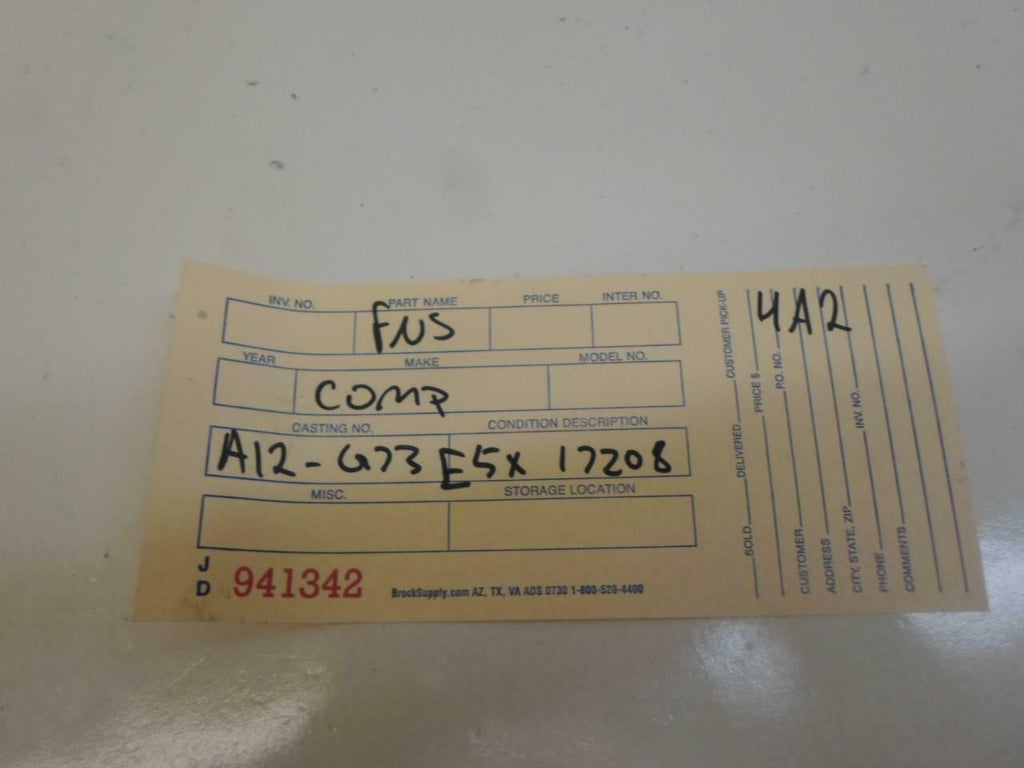 INV. NO. PART NAME PRICE INTER NO.
FNS
YEAR MAKE MODEL NO.
COMP
CASTING NO. CONDITION DESCRIPTION
A12-G73 E5X 17208
MISC. STORAGE LOCATION
J
D 941342 BrockSupply.com AZ, TX, VA ADS 0730 1-800-528-4400
4A2
SOLD DELIVERED CUSTOMER PICK-UP
PRICE $
P.O. NO.
CUSTOMER
ADDRESS
CITY, STATE, ZIP INV. NO.
PHONE
COMMENTS